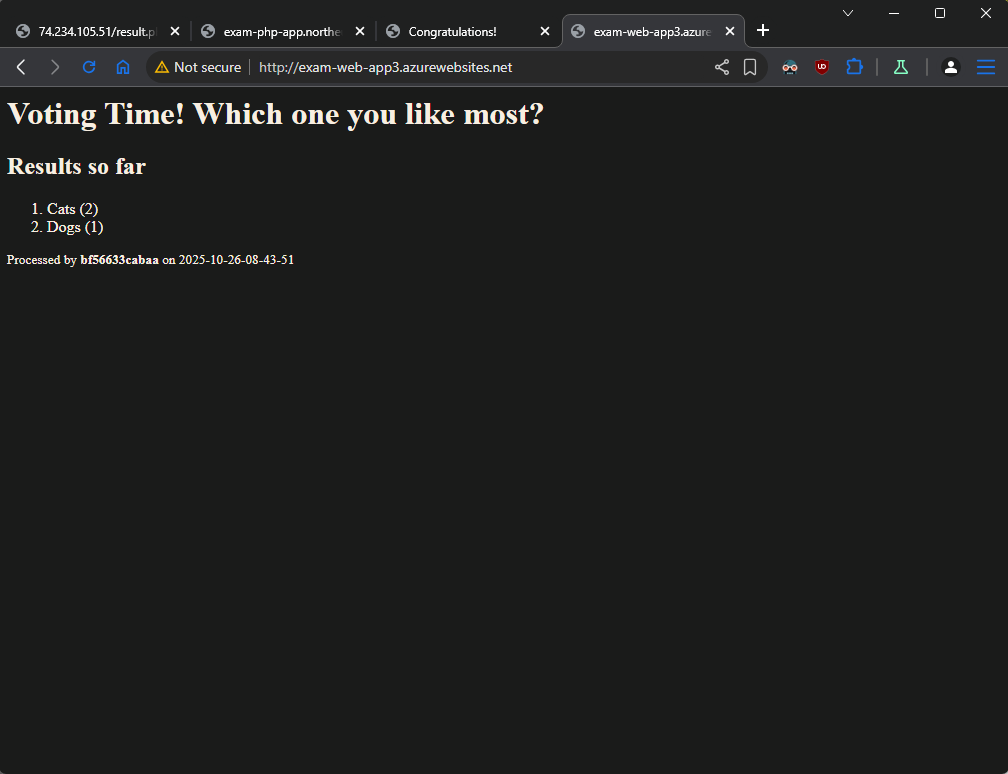 74.234.105.51/result.p
exam-php-app.northe
Congratulations!
exam-web-app3.azure
Not secure
http://exam-web-app3.azurewebsites.net
Voting Time! Which one you like most?
Results so far
1. Cats (2)
2. Dogs (1)
Processed by bf56633cabaa on 2025-10-26-08-43-51